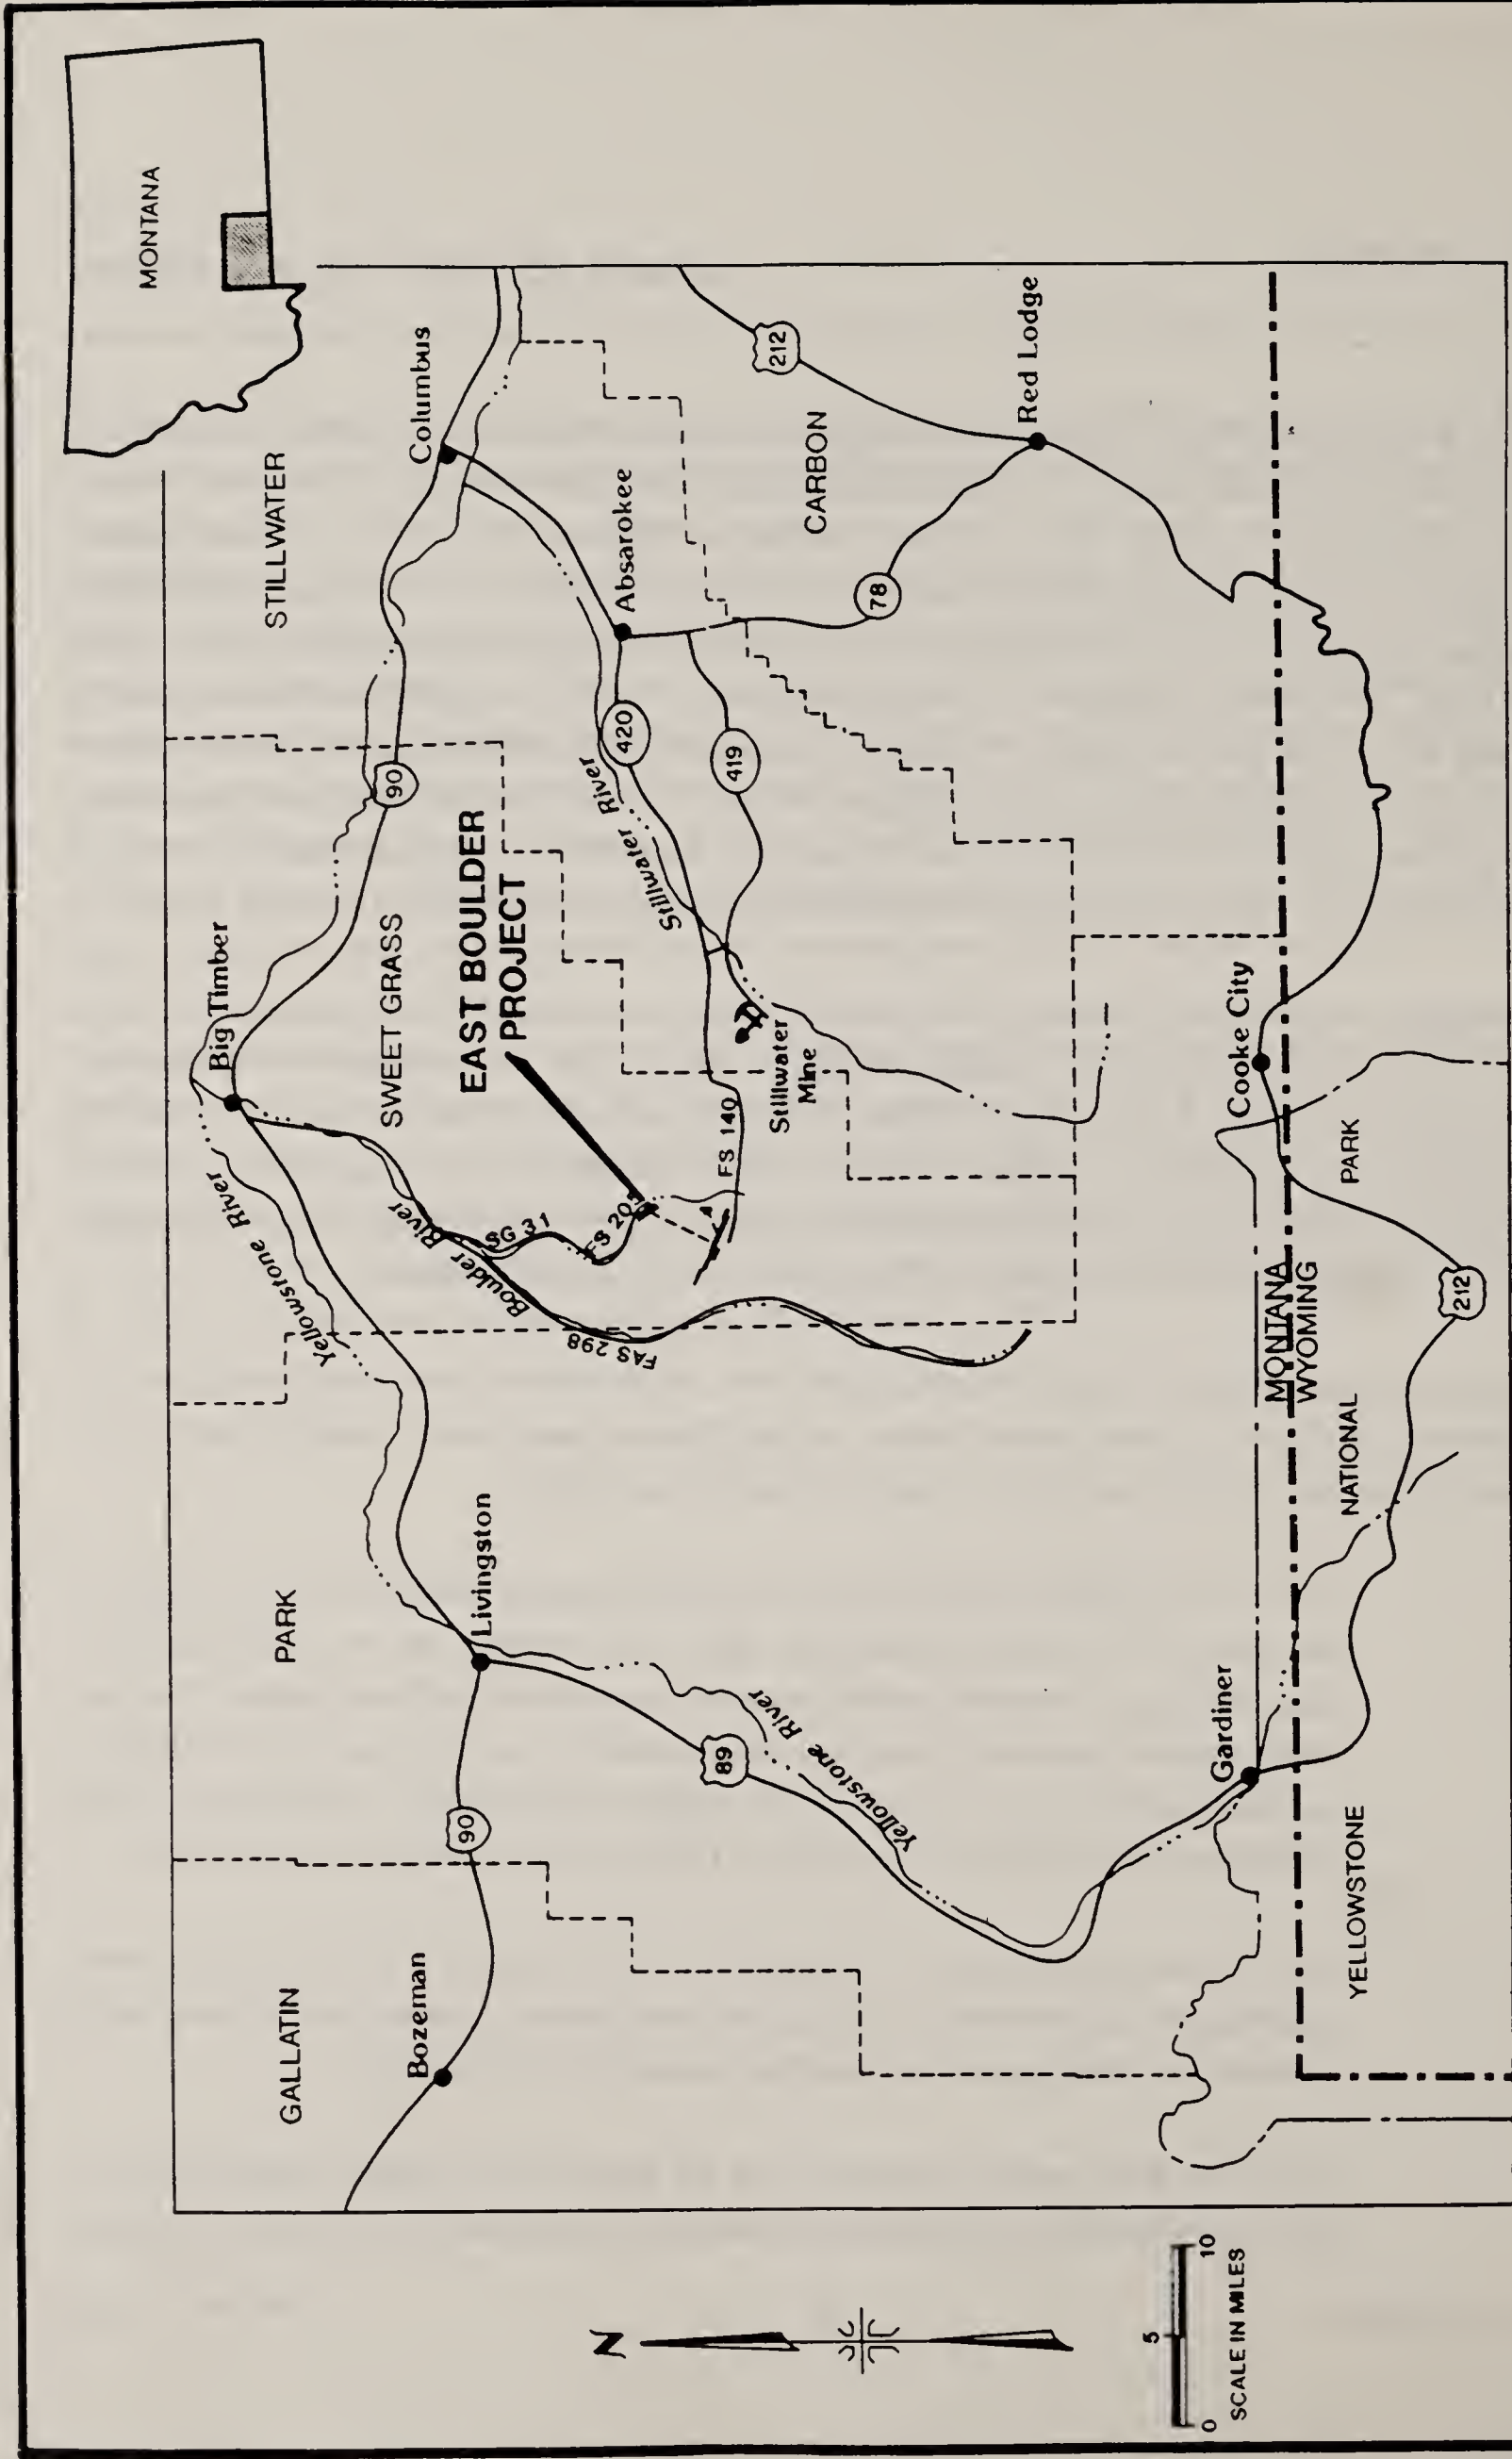 MONTANA
GALLATIN
PARK
STILLWATER
Big Timber
Yellowstone River
SWEET GRASS
Columbus
90
Bozeman
90
Livingston
Boulder River
EAST BOULDER
PROJECT
SG 31
FS 205
FAS 298
Absarokee
420
Stillwater River
419
FS 140
89
Yellowstone River
Stillwater
Mine
212
CARBON
78
Red Lodge
N
Gardiner
Cooke City
MONTANA
WYOMING
YELLOWSTONE
NATIONAL
PARK
212
0
5
10
SCALE IN MILES